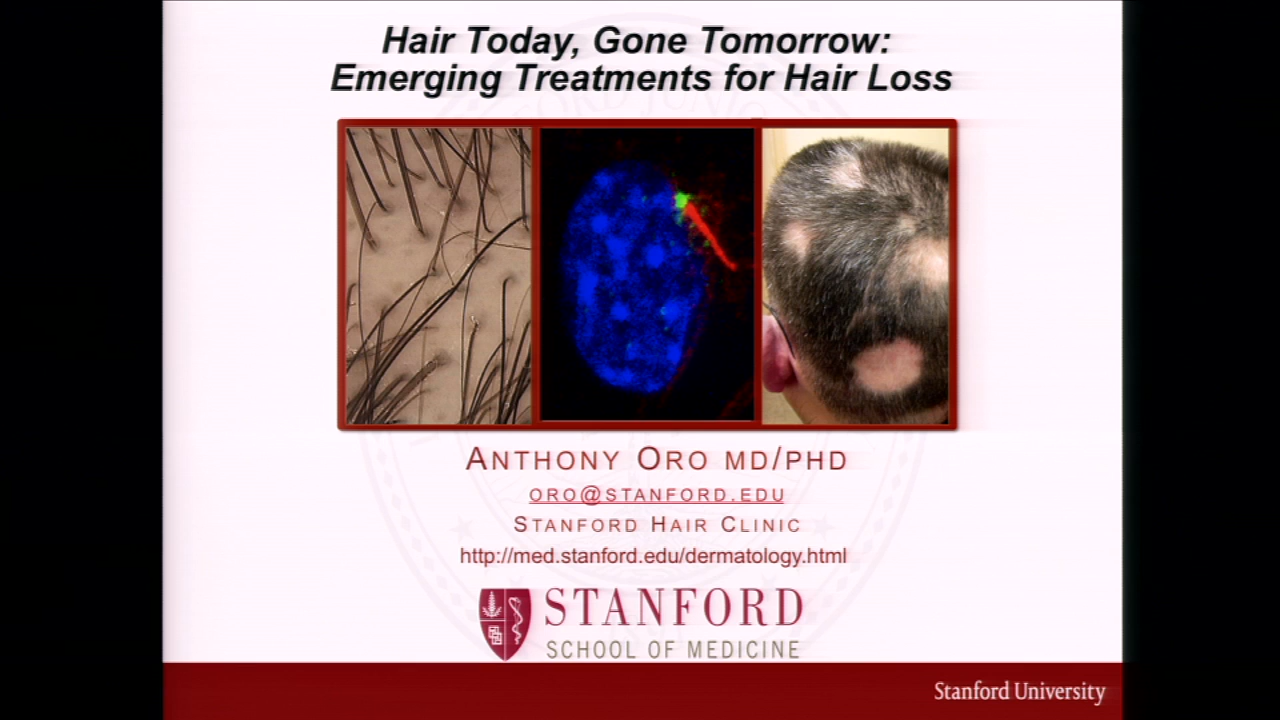 Hair Today, Gone Tomorrow:
Emerging Treatments for Hair Loss
ANTHONY ORO MD/PHD
ORO@STANFORD.EDU
STANFORD HAIR CLINIC
http://med.stanford.edu/dermatology.html
STANFORD
SCHOOL OF MEDICINE
Stanford University